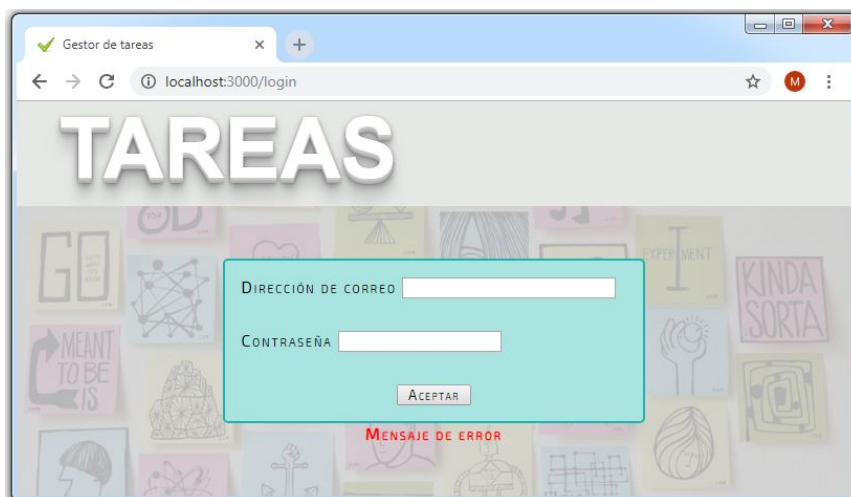 Gestor de tareas
localhost:3000/login
M
TAREAS
GO
EXPERIMENT
KINDA
SORTA
MEANT
TO BE
IS
Dirección de correo
Contraseña
Aceptar
Mensaje de error